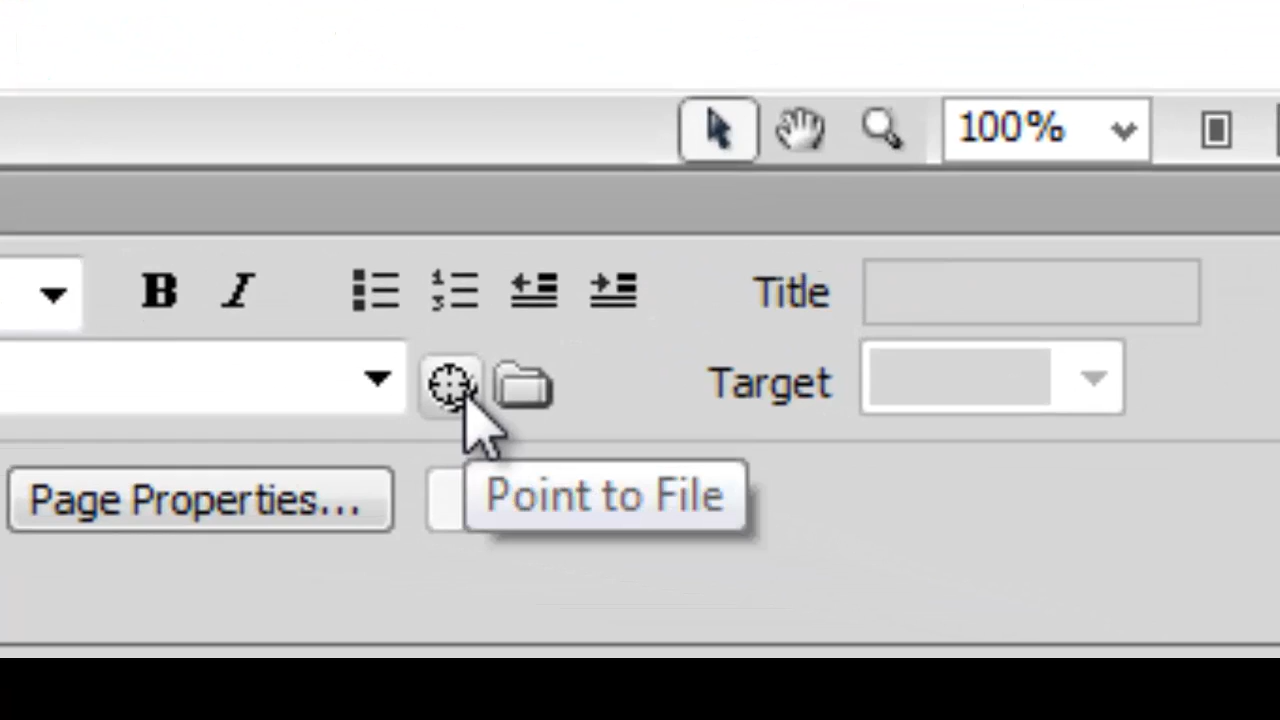 100%
B I
Title
Target
Page Properties...
Point to File